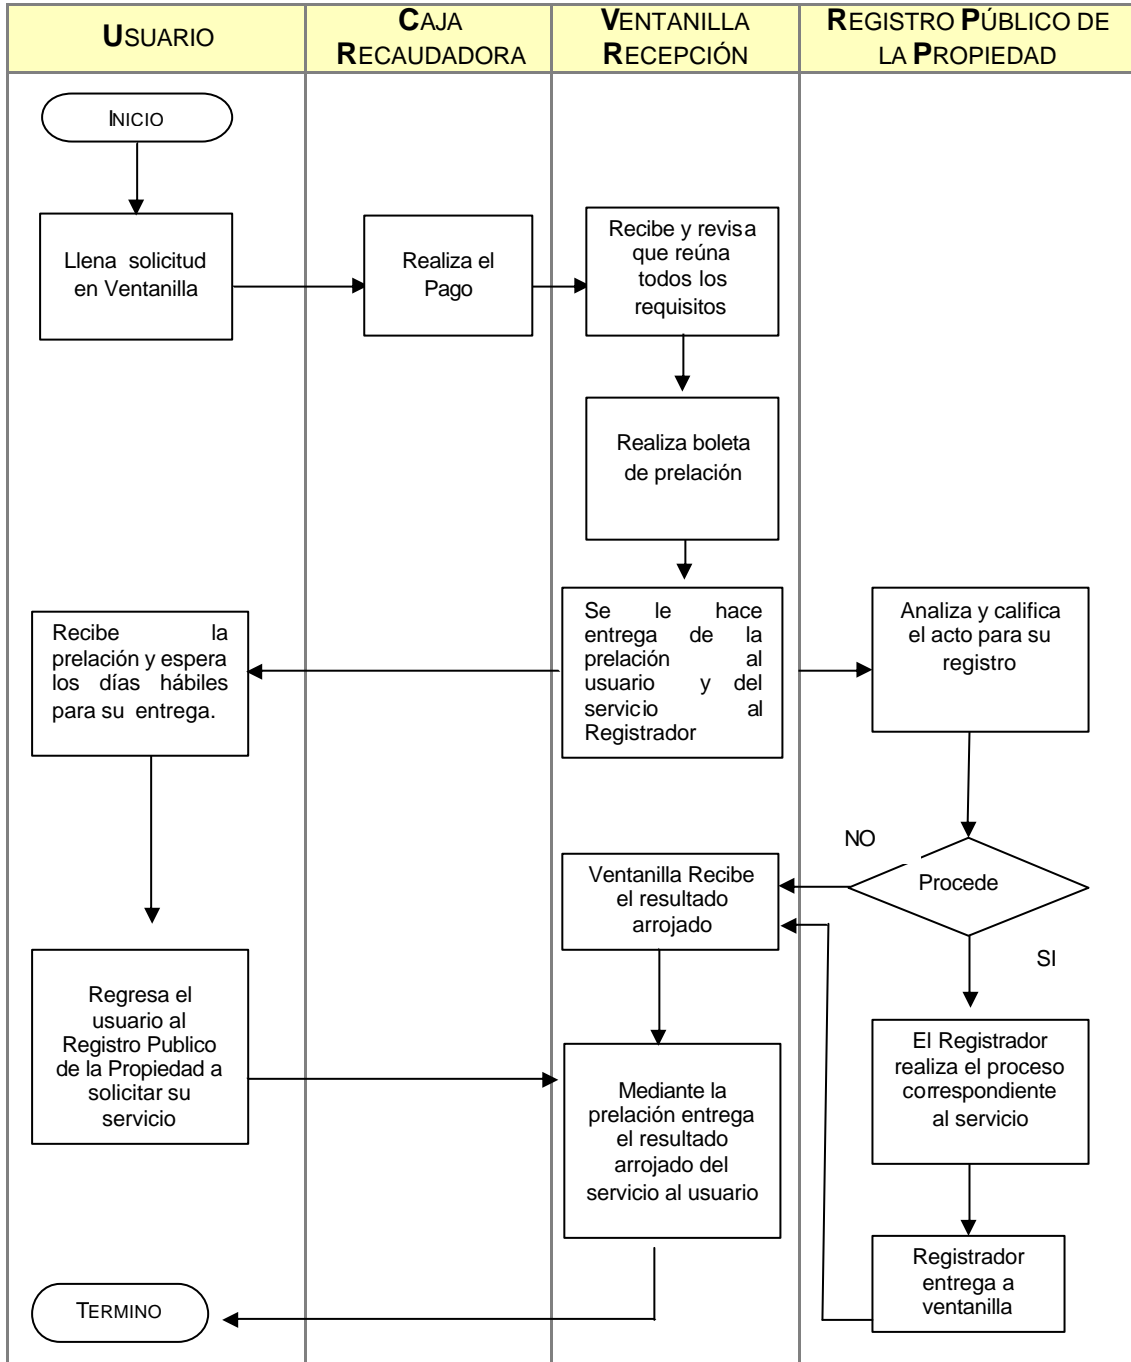 USUARIO
CAJA
RECAUDADORA
VENTANILLA
RECEPCIÓN
REGISTRO PÚBLICO DE
LA PROPIEDAD
INICIO
Llena solicitud
en Ventanilla
Realiza el
Pago
Recibe y revisa
que reúna
todos los
requisitos
Realiza boleta
de prelación
Se le hace
entrega de la
prelación al
usuario y del
servicio al
Registrador
Analiza y califica
el acto para su
registro
Recibe la
prelación y espera
los días hábiles
para su entrega.
NO
Procede
SI
Ventanilla Recibe
el resultado
arrojado
Regresa el
usuario al
Registro Publico
de la Propiedad a
solicitar su
servicio
El Registrador
realiza el proceso
correspondiente
al servicio
Mediante la
prelación entrega
el resultado
arrojado del
servicio al usuario
Registrador
entrega a
ventanilla
TERMINO